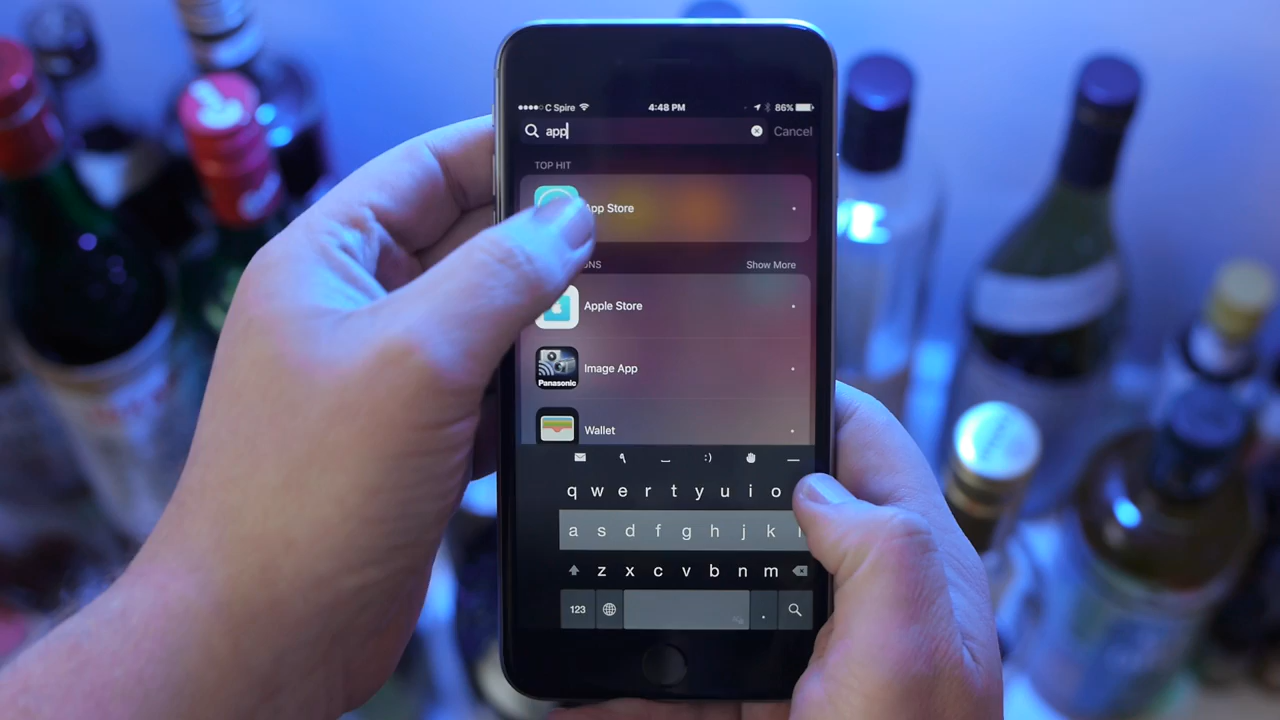 C Spire 4:48 PM 86%
app Cancel
TOP HIT
App Store
NS Show More
Apple Store
Panasonic
Image App
Wallet
:)
q w e r t y u i o
a s d f g h j k
z x c v b n m
123 .